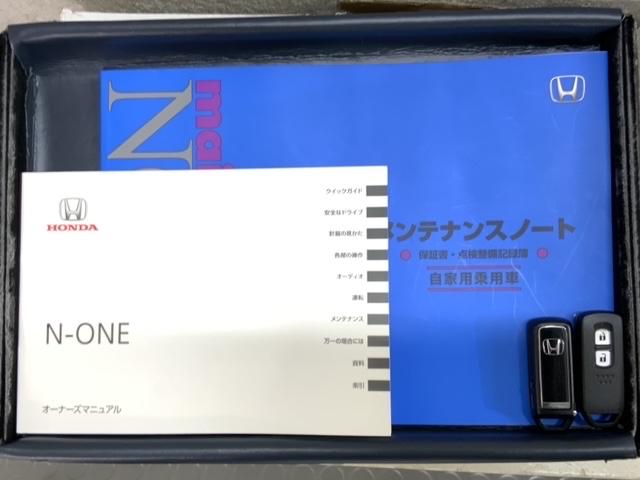 mai
N
メンテナンスノート
保証書・点検整備記録簿
自家用乗用車
HONDA
N-ONE
オーナーズマニュアル
クイックガイド
安全なドライブ
計器の見かた
各部の操作
オーディオ
運転
メンテナンス
万一の場合には
資料
索引